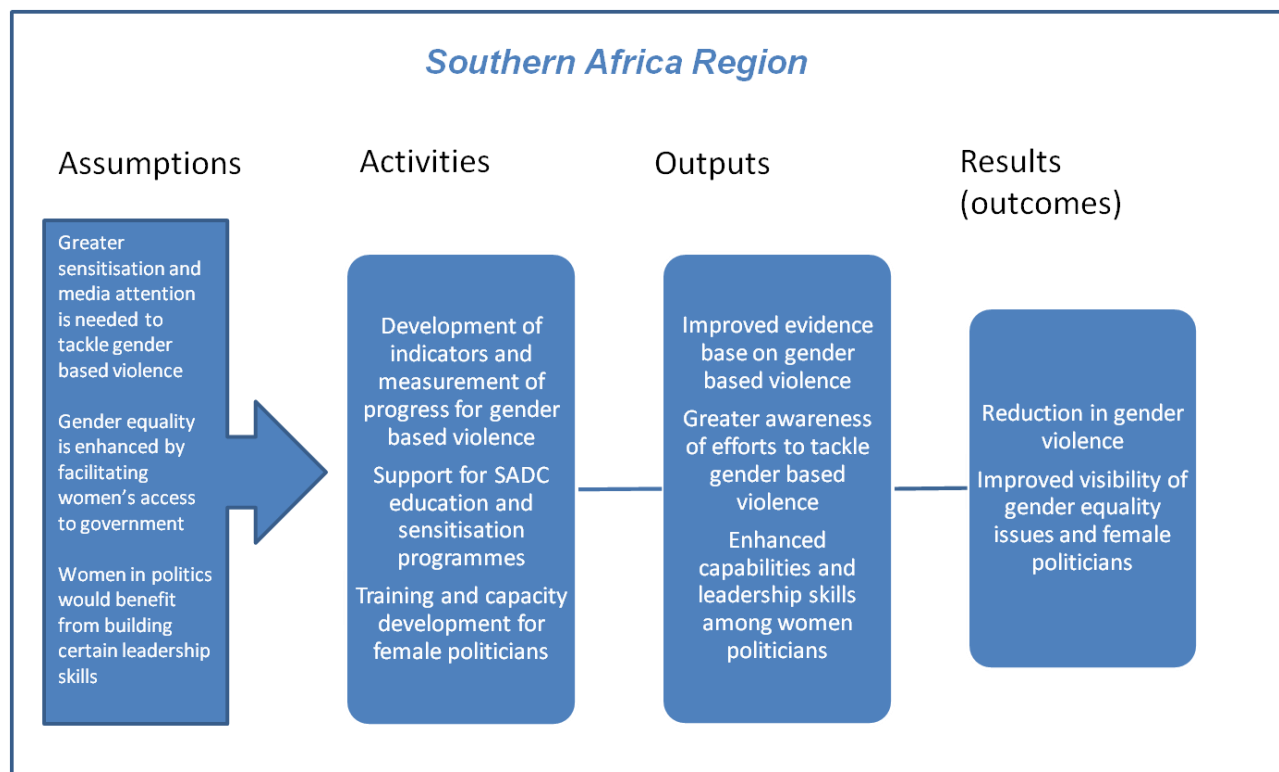 Southern Africa Region
Assumptions
Activities
Outputs
Results
(outcomes)
Greater
sensitisation and
media attention
is needed to
tackle gender
based violence
Gender equality
is enhanced by
facilitating
women's access
to government
Women in politics
would benefit
from building
certain leadership
skills
Development of
indicators and
measurement of
progress for gender
based violence
Support for SADC
education and
sensitisation
programmes
Training and capacity
development for
female politicians
Improved evidence
base on gender
based violence
Greater awareness
of efforts to tackle
gender based
violence
Enhanced
capabilities and
leadership skills
among women
politicians
Reduction in gender
violence
Improved visibility of
gender equality
issues and female
politicians